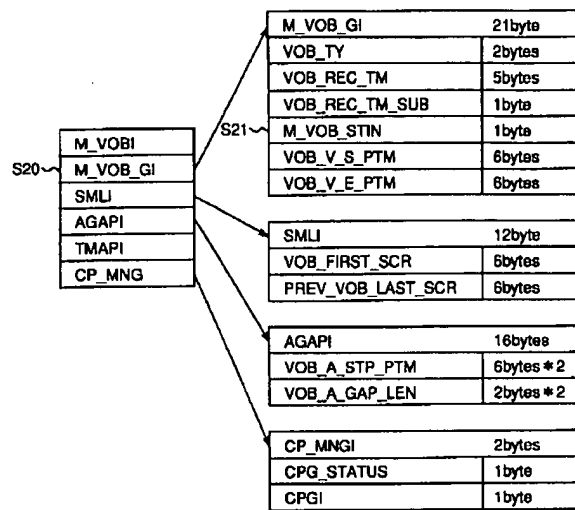 M_VOB_GI 21byte
VOB_TY 2bytes
VOB_REC_TM 5bytes
VOB_REC_TM_SUB 1byte
S21 M_VOB_STIN 1byte
VOB_V_S_PTM 6bytes
VOB_V_E_PTM 6bytes
M_VOBI
S20 M_VOB_GI
SMLI
AGAPI
TMAPI
CP_MNG
SMLI 12byte
VOB_FIRST_SCR 6bytes
PREV_VOB_LAST_SCR 6bytes
AGAPI 16bytes
VOB_A_STP_PTM 6bytes*2
VOB_A_GAP_LEN 2bytes*2
CP_MNGI 2bytes
CPG_STATUS 1byte
CPGI 1byte